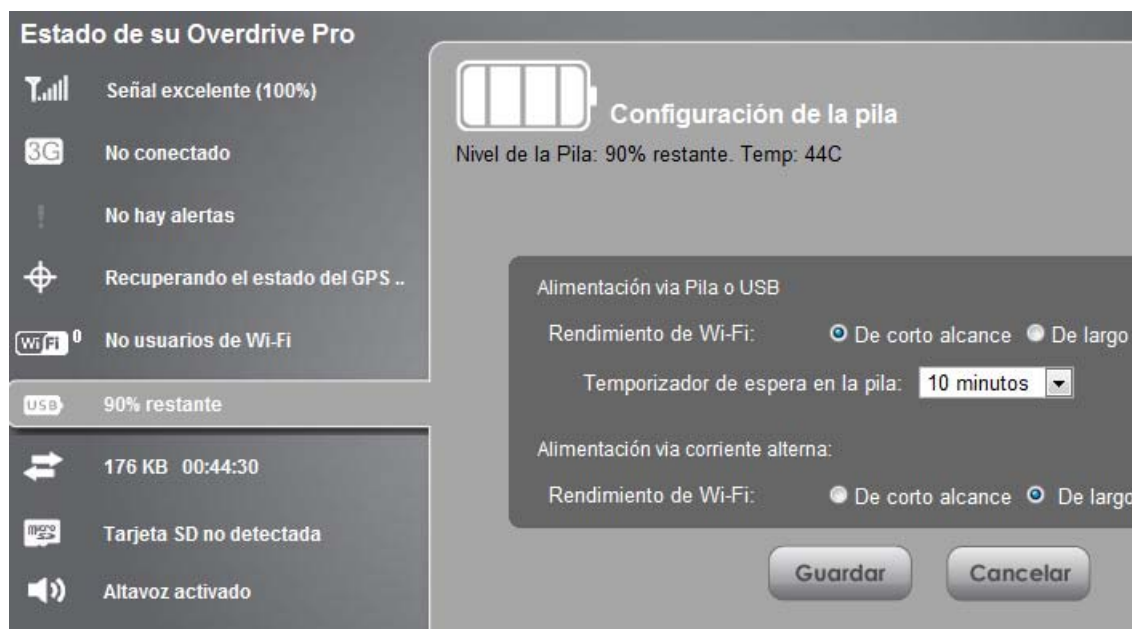 Estado de su Overdrive Pro
Señal excelente (100%)
3G No conectado
No hay alertas
Recuperando el estado del GPS ..
WiFi 0 No usuarios de Wi-Fi
USB 90% restante
176 KB 00:44:30
micro SD Tarjeta SD no detectada
Altavoz activado
Configuración de la pila
Nivel de la Pila: 90% restante. Temp: 44C
Alimentación via Pila o USB
Rendimiento de Wi-Fi: De corto alcance De largo
Temporizador de espera en la pila: 10 minutos
Alimentación via corriente alterna:
Rendimiento de Wi-Fi: De corto alcance De largo
Guardar Cancelar